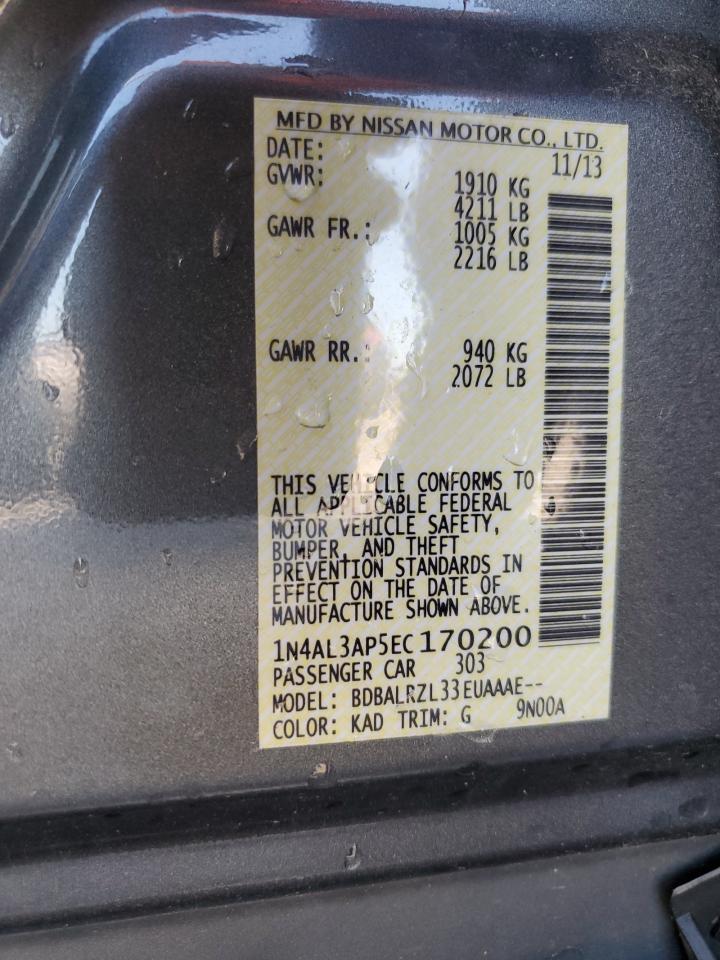 MFD BY NISSAN MOTOR CO., LTD.
DATE: 11/13
GVWR: 1910 KG
4211 LB
GAWR FR.: 1005 KG
2216 LB
GAWR RR.: 940 KG
2072 LB
THIS VEHICLE CONFORMS TO
ALL APPLICABLE FEDERAL
MOTOR VEHICLE SAFETY,
BUMPER, AND THEFT
PREVENTION STANDARDS IN
EFFECT ON THE DATE OF
MANUFACTURE SHOWN ABOVE.
1N4AL3AP5EC170200
PASSENGER CAR 303
MODEL: BDBALRZL33EUAAAE--
COLOR: KAD TRIM: G 9N00A